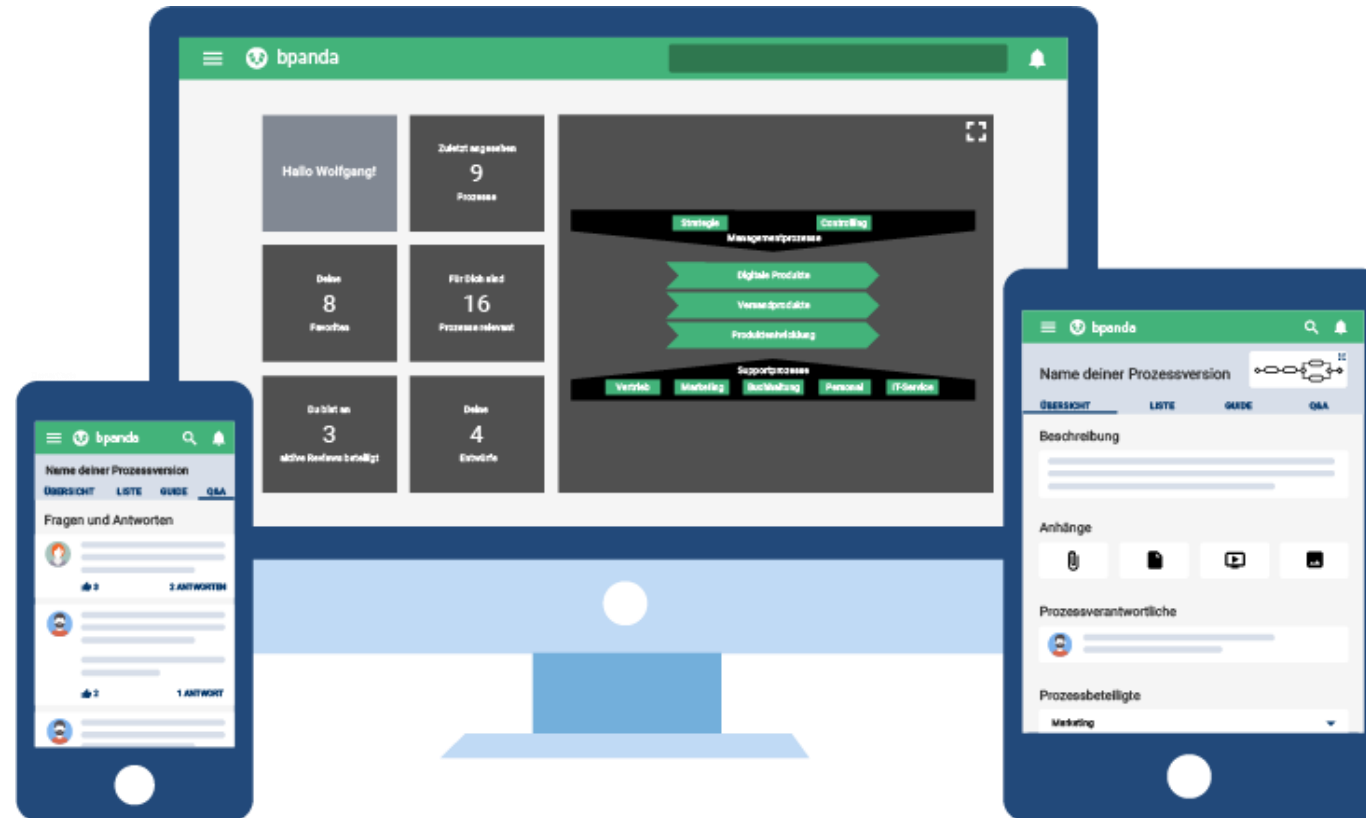 bpanda
Hallo Wolfgang!
Zuletzt angesehen
9
Prozesse
Deine
8
Favoriten
Für Dich sind
16
Prozesse relevant
Du bist an
3
aktive Reviews beteiligt
Deine
4
Entwürfe
Strategie
Controlling
Managementprozesse
Digitale Produkte
Versandprodukte
Produktentwicklung
Supportprozesse
Vertrieb
Marketing
Buchhaltung
Personal
IT-Service
bpanda
Name deiner Prozessversion
ÜBERSICHT LISTE GUIDE Q&A
Fragen und Antworten
3 2 ANTWORTEN
2 1 ANTWORT
bpanda
Name deiner Prozessversion
ÜBERSICHT LISTE GUIDE Q&A
Beschreibung
Anhänge
Prozessverantwortliche
Prozessbeteiligte
Marketing